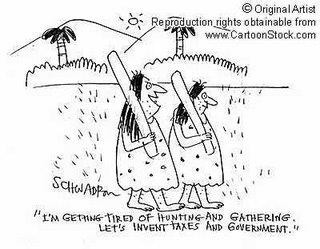 © Original Artist
Reproduction rights obtainable from
www.CartoonStock.com
SCHWADRON
"I'M GETTING TIRED OF HUNTING AND GATHERING.
LET'S INVENT TAXES AND GOVERNMENT."